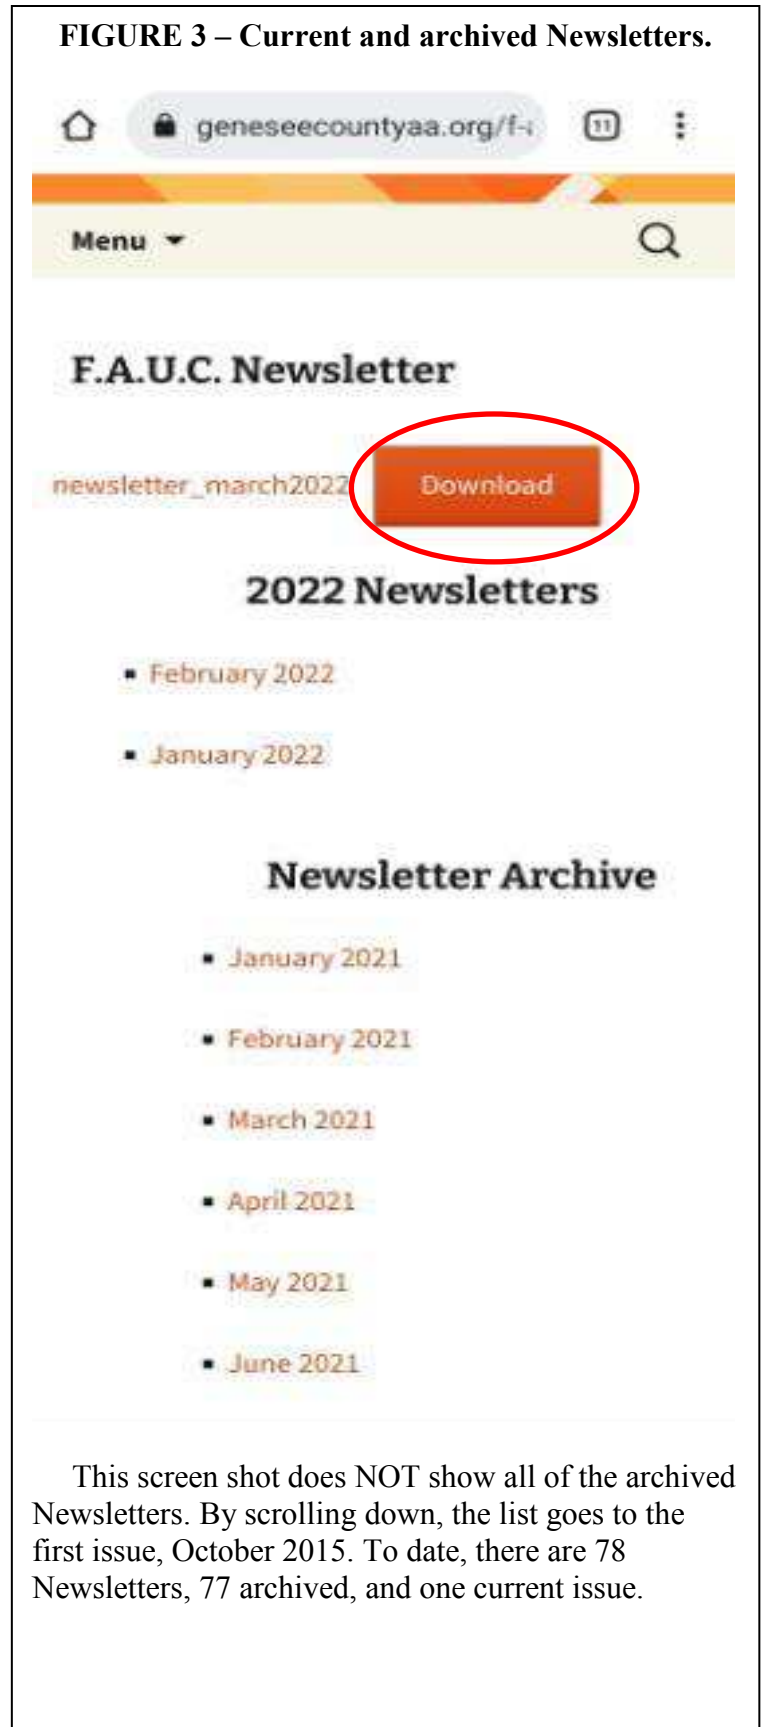 FIGURE 3 – Current and archived Newsletters.
geneseecountyaa.org/f-
11
Menu
F.A.U.C. Newsletter
newsletter_march2022 Download
2022 Newsletters
▪ February 2022
▪ January 2022
Newsletter Archive
▪ January 2021
▪ February 2021
▪ March 2021
▪ April 2021
▪ May 2021
▪ June 2021
This screen shot does NOT show all of the archived
Newsletters. By scrolling down, the list goes to the
first issue, October 2015. To date, there are 78
Newsletters, 77 archived, and one current issue.